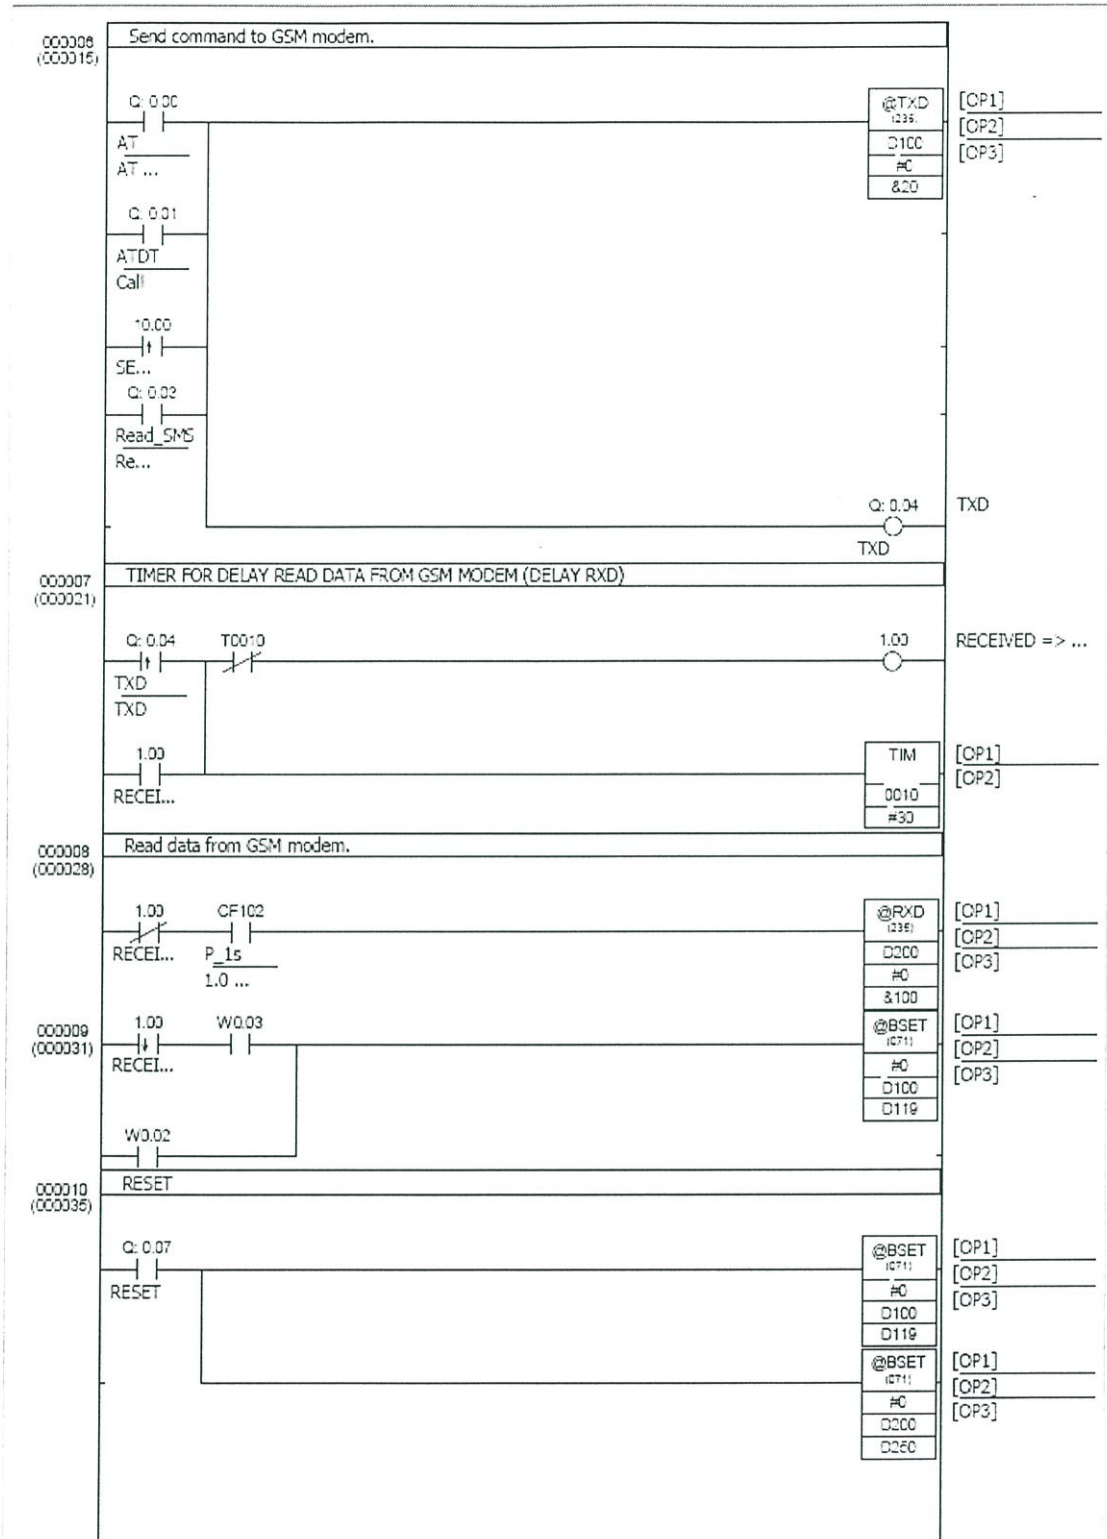 000006
(000015)
Send command to GSM modem.
Q: 0.00
AT
AT ...
@TXD
(236)
D100
#0
&20
[OP1]
[OP2]
[OP3]
Q: 0.01
ATDT
Call
10.00
SE...
Q: 0.02
Read_SMS
Re...
Q: 0.04
TXD
TXD
000007
(000021)
TIMER FOR DELAY READ DATA FROM GSM MODEM (DELAY RXD)
Q: 0.04
TXD
TXD
T0010
1.00
RECEIVED => ...
1.00
RECEI...
TIM
0010
#30
[OP1]
[OP2]
000008
(000028)
Read data from GSM modem.
1.00
RECEI...
CF102
P_1s
1.0 ...
@RXD
(235)
D200
#0
&100
[OP1]
[OP2]
[OP3]
000009
(000031)
1.00
RECEI...
W0.03
@BSET
(071)
#0
D100
D119
[OP1]
[OP2]
[OP3]
W0.02
000010
(000035)
RESET
Q: 0.07
RESET
@BSET
(071)
#0
D100
D119
[OP1]
[OP2]
[OP3]
@BSET
(071)
#0
D200
[OP1]
[OP2]
[OP3]